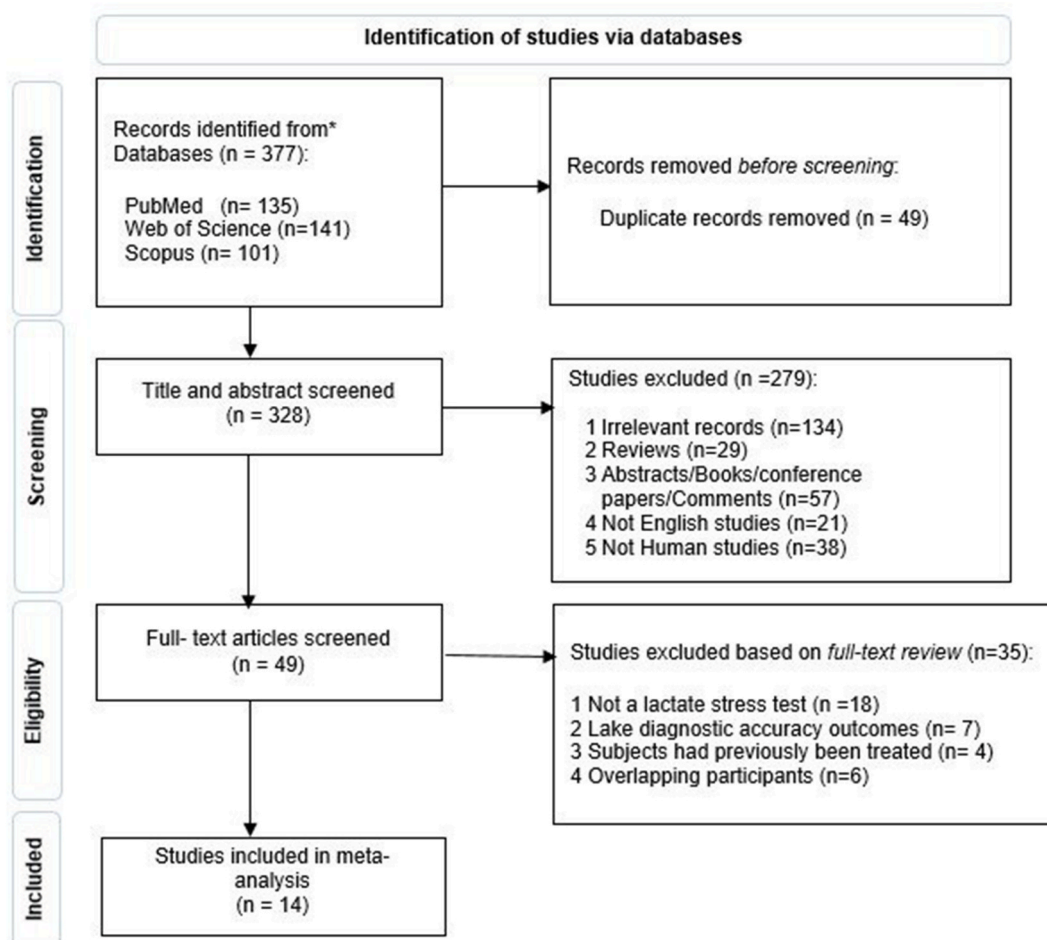 Identification of studies via databases
Identification
Records identified from*
Databases (n = 377):
PubMed (n= 135)
Web of Science (n=141)
Scopus (n= 101)
Records removed before screening:
Duplicate records removed (n = 49)
Screening
Title and abstract screened
(n = 328)
Studies excluded (n =279):
1 Irrelevant records (n=134)
2 Reviews (n=29)
3 Abstracts/Books/conference
papers/Comments (n=57)
4 Not English studies (n=21)
5 Not Human studies (n=38)
Eligibility
Full- text articles screened
(n = 49)
Studies excluded based on full-text review (n=35):
1 Not a lactate stress test (n =18)
2 Lake diagnostic accuracy outcomes (n= 7)
3 Subjects had previously been treated (n= 4)
4 Overlapping participants (n=6)
Included
Studies included in meta-
analysis
(n = 14)